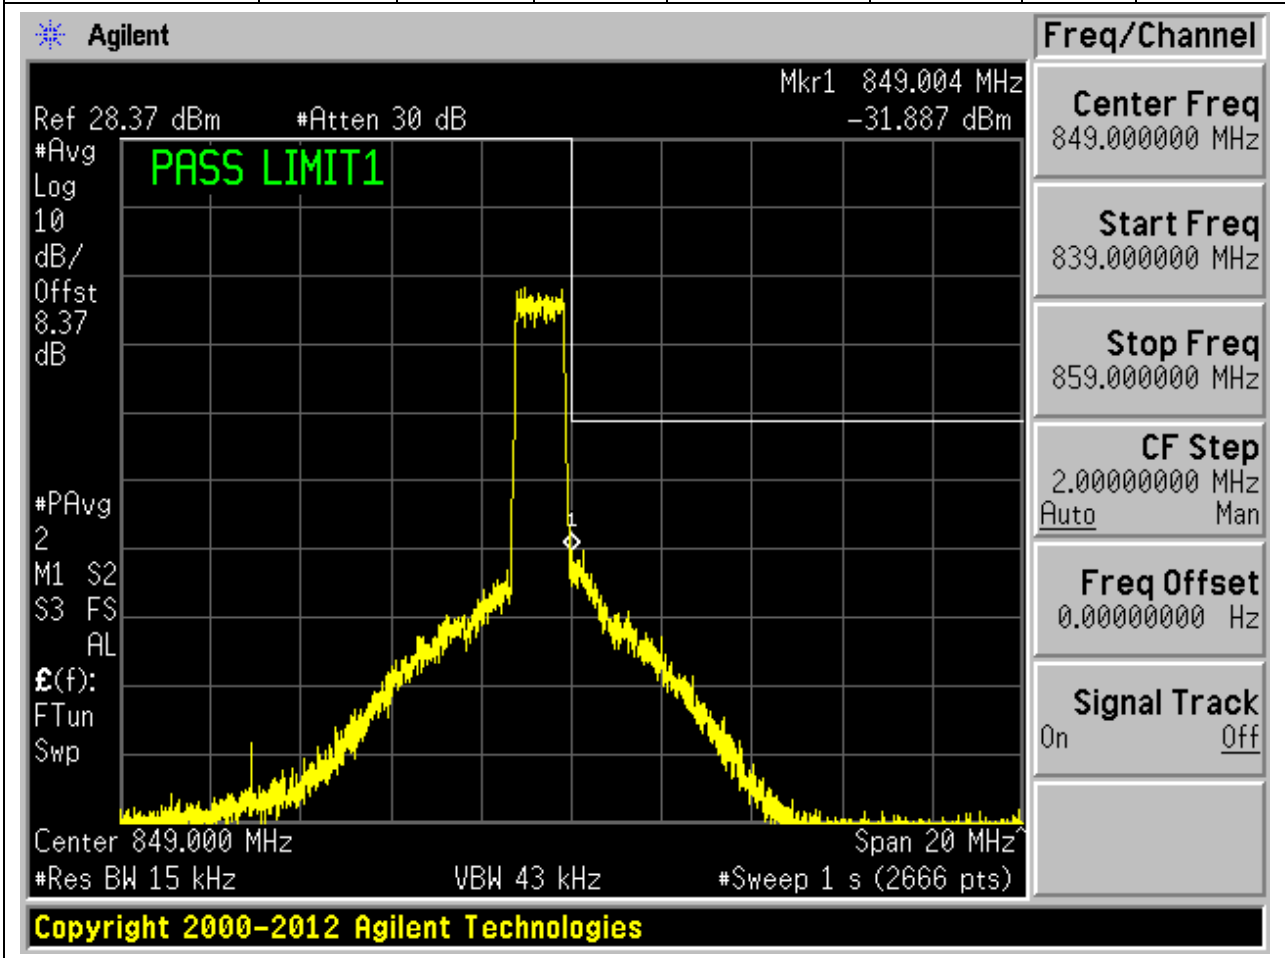 Agilent
Freq/Channel
Mkr1 849.004 MHz
Ref 28.37 dBm #Atten 30 dB -31.887 dBm
#Avg
Log
10
dB/
Offst
8.37
dB
PASS LIMIT1
#PAvg
2
M1 S2
S3 FS
AL
£(f):
FTun
Swp
1
Center 849.000 MHz Span 20 MHz^
#Res BW 15 kHz VBW 43 kHz #Sweep 1 s (2666 pts)
Center Freq
849.000000 MHz
Start Freq
839.000000 MHz
Stop Freq
859.000000 MHz
CF Step
2.00000000 MHz
Auto Man
Freq Offset
0.00000000 Hz
Signal Track
On Off
Copyright 2000-2012 Agilent Technologies